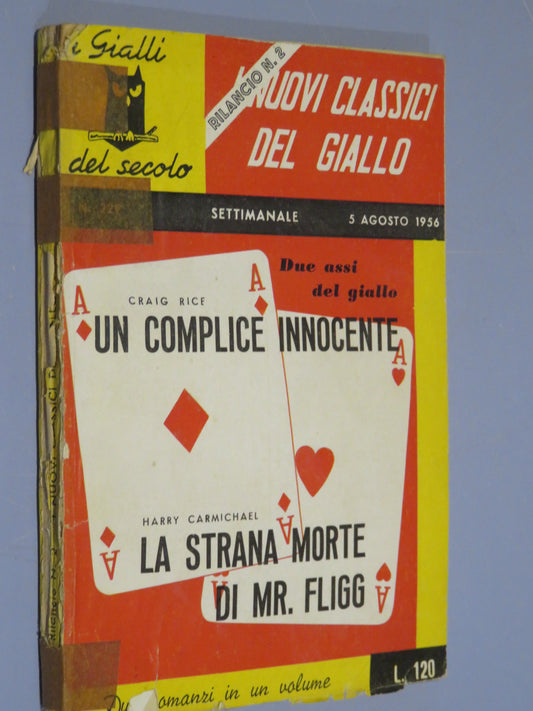 i Gialli
del secolo
RILANCIO N. 2
I NUOVI CLASSICI
DEL GIALLO
SETTIMANALE 5 AGOSTO 1956
Due assi
del giallo
A
A
A
CRAIG RICE
UN COMPLICE INNOCENTE
HARRY CARMICHAEL
LA STRANA MORTE
DI MR. FLIGG
A
A
A
L. 120
romanzi in un volume